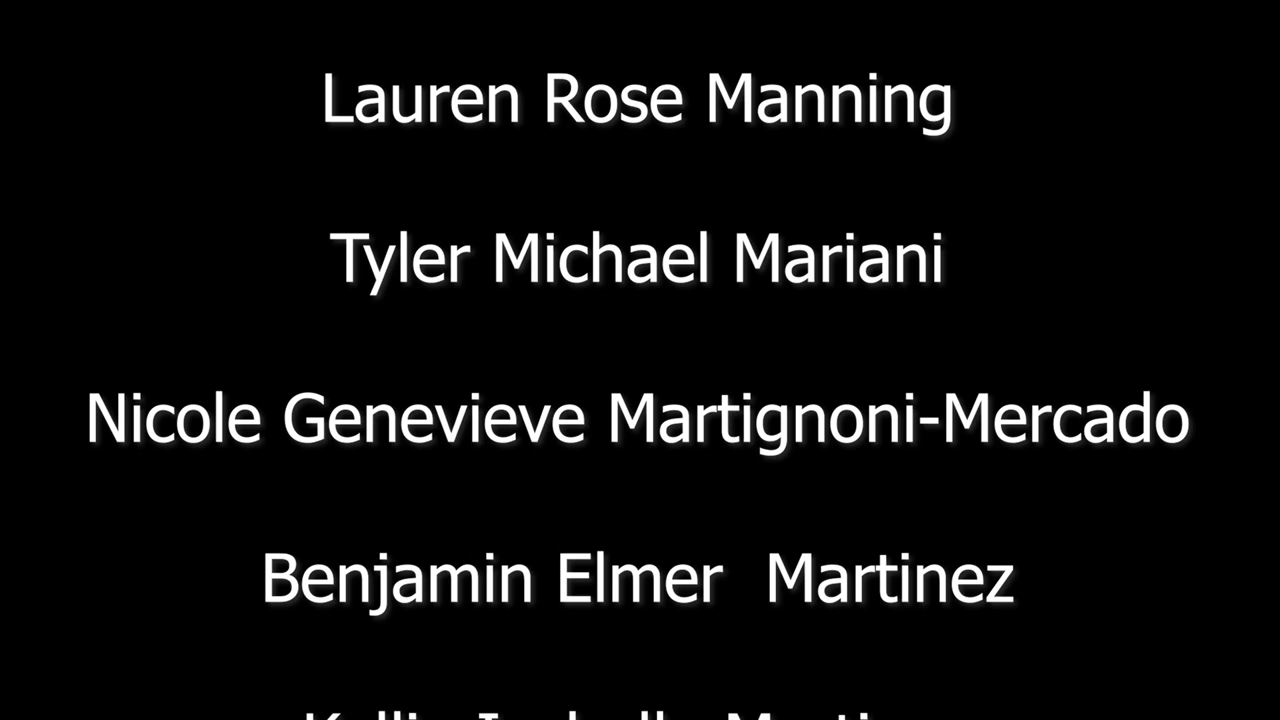 Lauren Rose Manning
Tyler Michael Mariani
Nicole Genevieve Martignoni-Mercado
Benjamin Elmer  Martinez